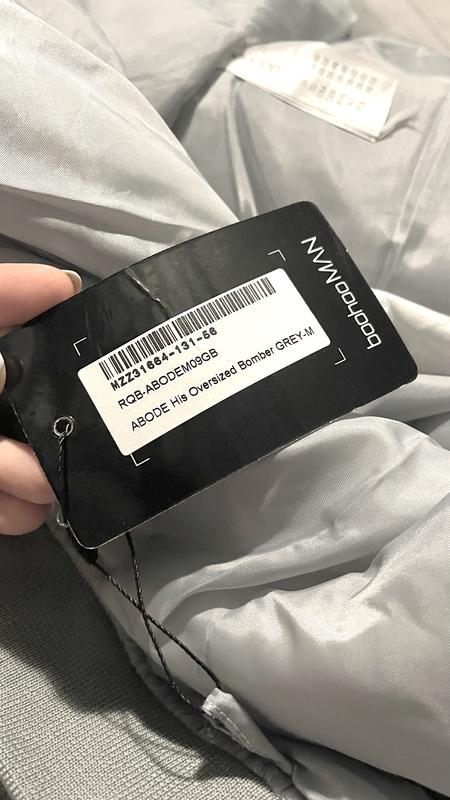 boohooMAN
MZZ31664-131-56
RQB-ABODEM09GB
ABODE His Oversized Bomber GREY-M